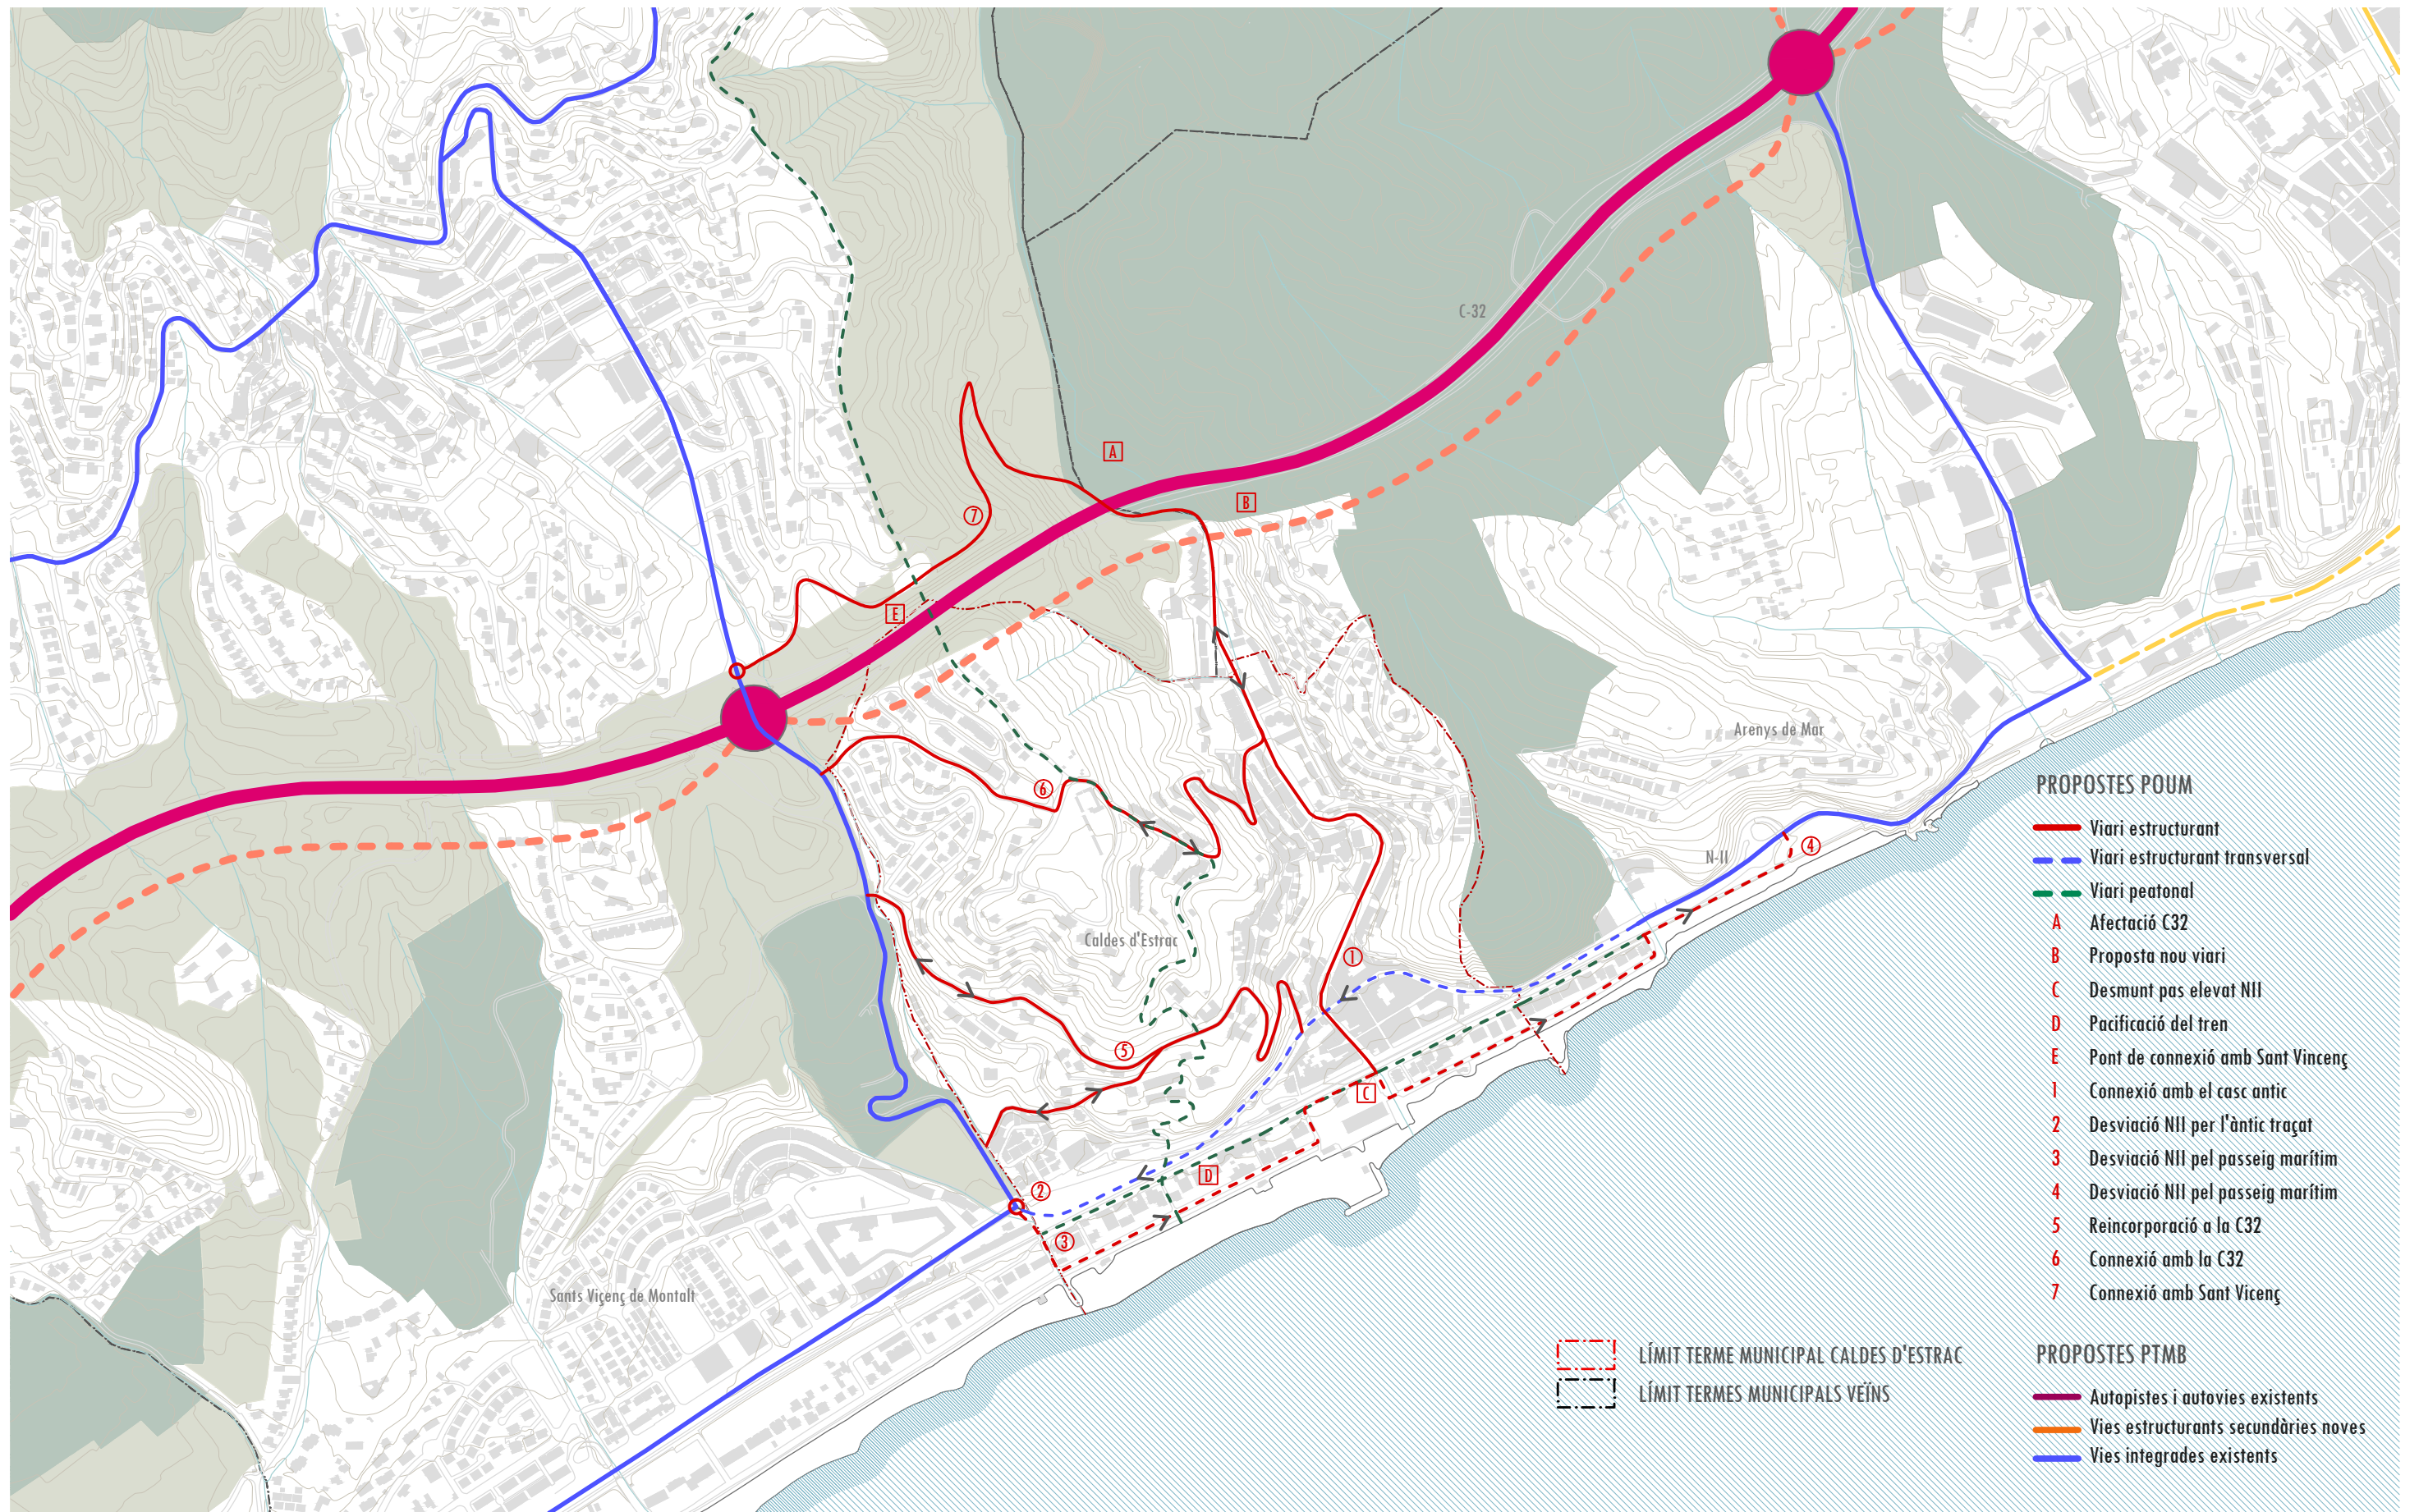 C-32
A
B
7
E
Arenys de Mar
6
N-II
4
Caldes d'Estrac
1
5
C
D
2
3
Sants Viçenç de Montalt
PROPOSTES POUM
Viari estructurant
Viari estructurant transversal
Viari peatonal
A Afectació C32
B Proposta nou viari
C Desmunt pas elevat NII
D Pacificació del tren
E Pont de connexió amb Sant Vincenç
1 Connexió amb el casc antic
2 Desviació NII per l'àntic traçat
3 Desviació NII pel passeig marítim
4 Desviació NII pel passeig marítim
5 Reincorporació a la C32
6 Connexió amb la C32
7 Connexió amb Sant Vicenç
LÍMIT TERME MUNICIPAL CALDES D'ESTRAC
LÍMIT TERMES MUNICIPALS VEÏNS
PROPOSTES PTMB
Autopistes i autovies existents
Vies estructurants secundàries noves
Vies integrades existents